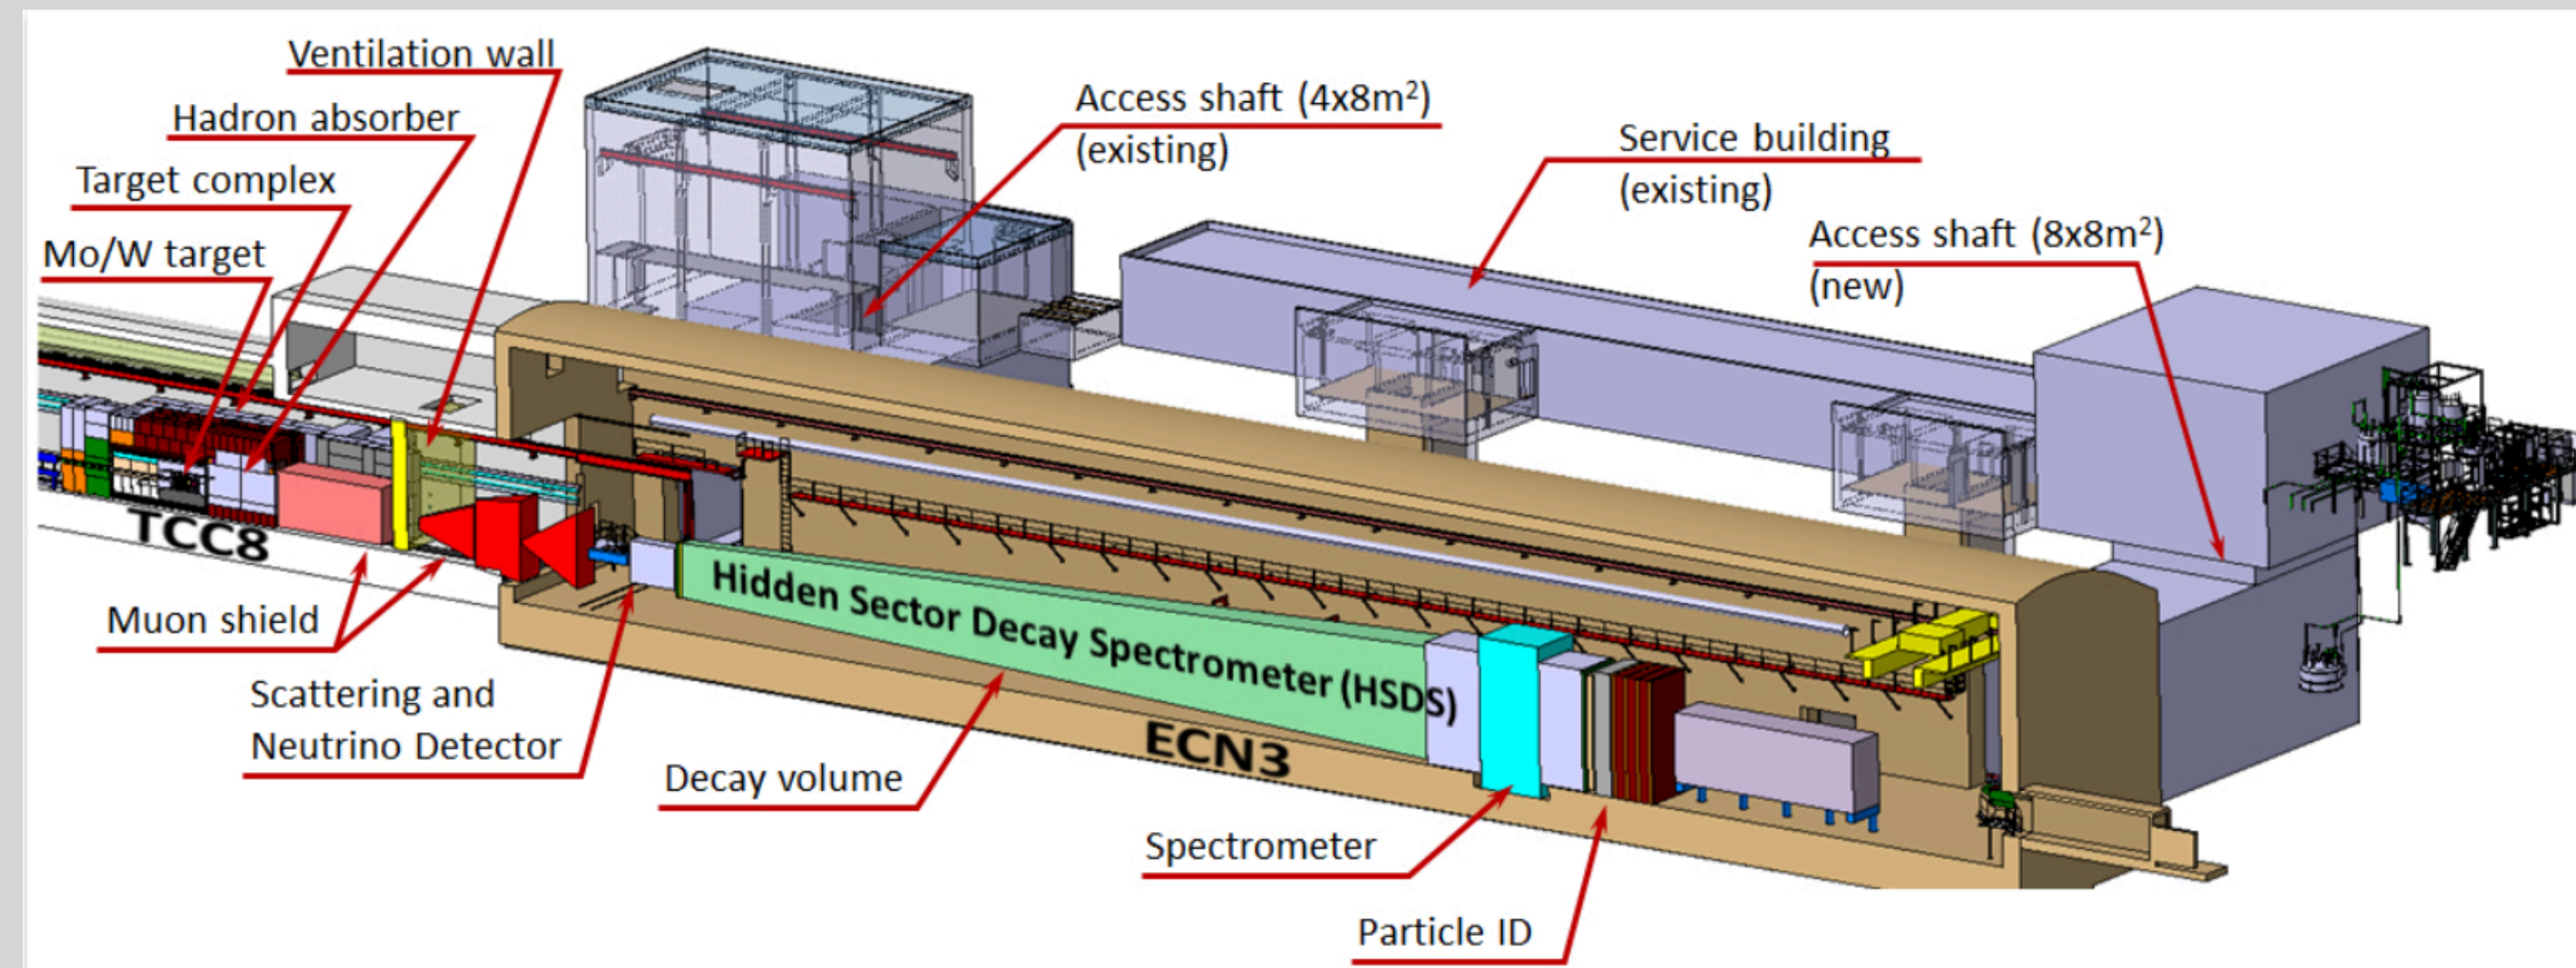 Ventilation wall
Hadron absorber
Target complex
Mo/W target
Access shaft (4x8m²)
(existing)
Service building
(existing)
Access shaft (8x8m²)
(new)
TCC8
Muon shield
Scattering and
Neutrino Detector
Hidden Sector Decay Spectrometer (HSDS)
ECN3
Decay volume
Spectrometer
Particle ID